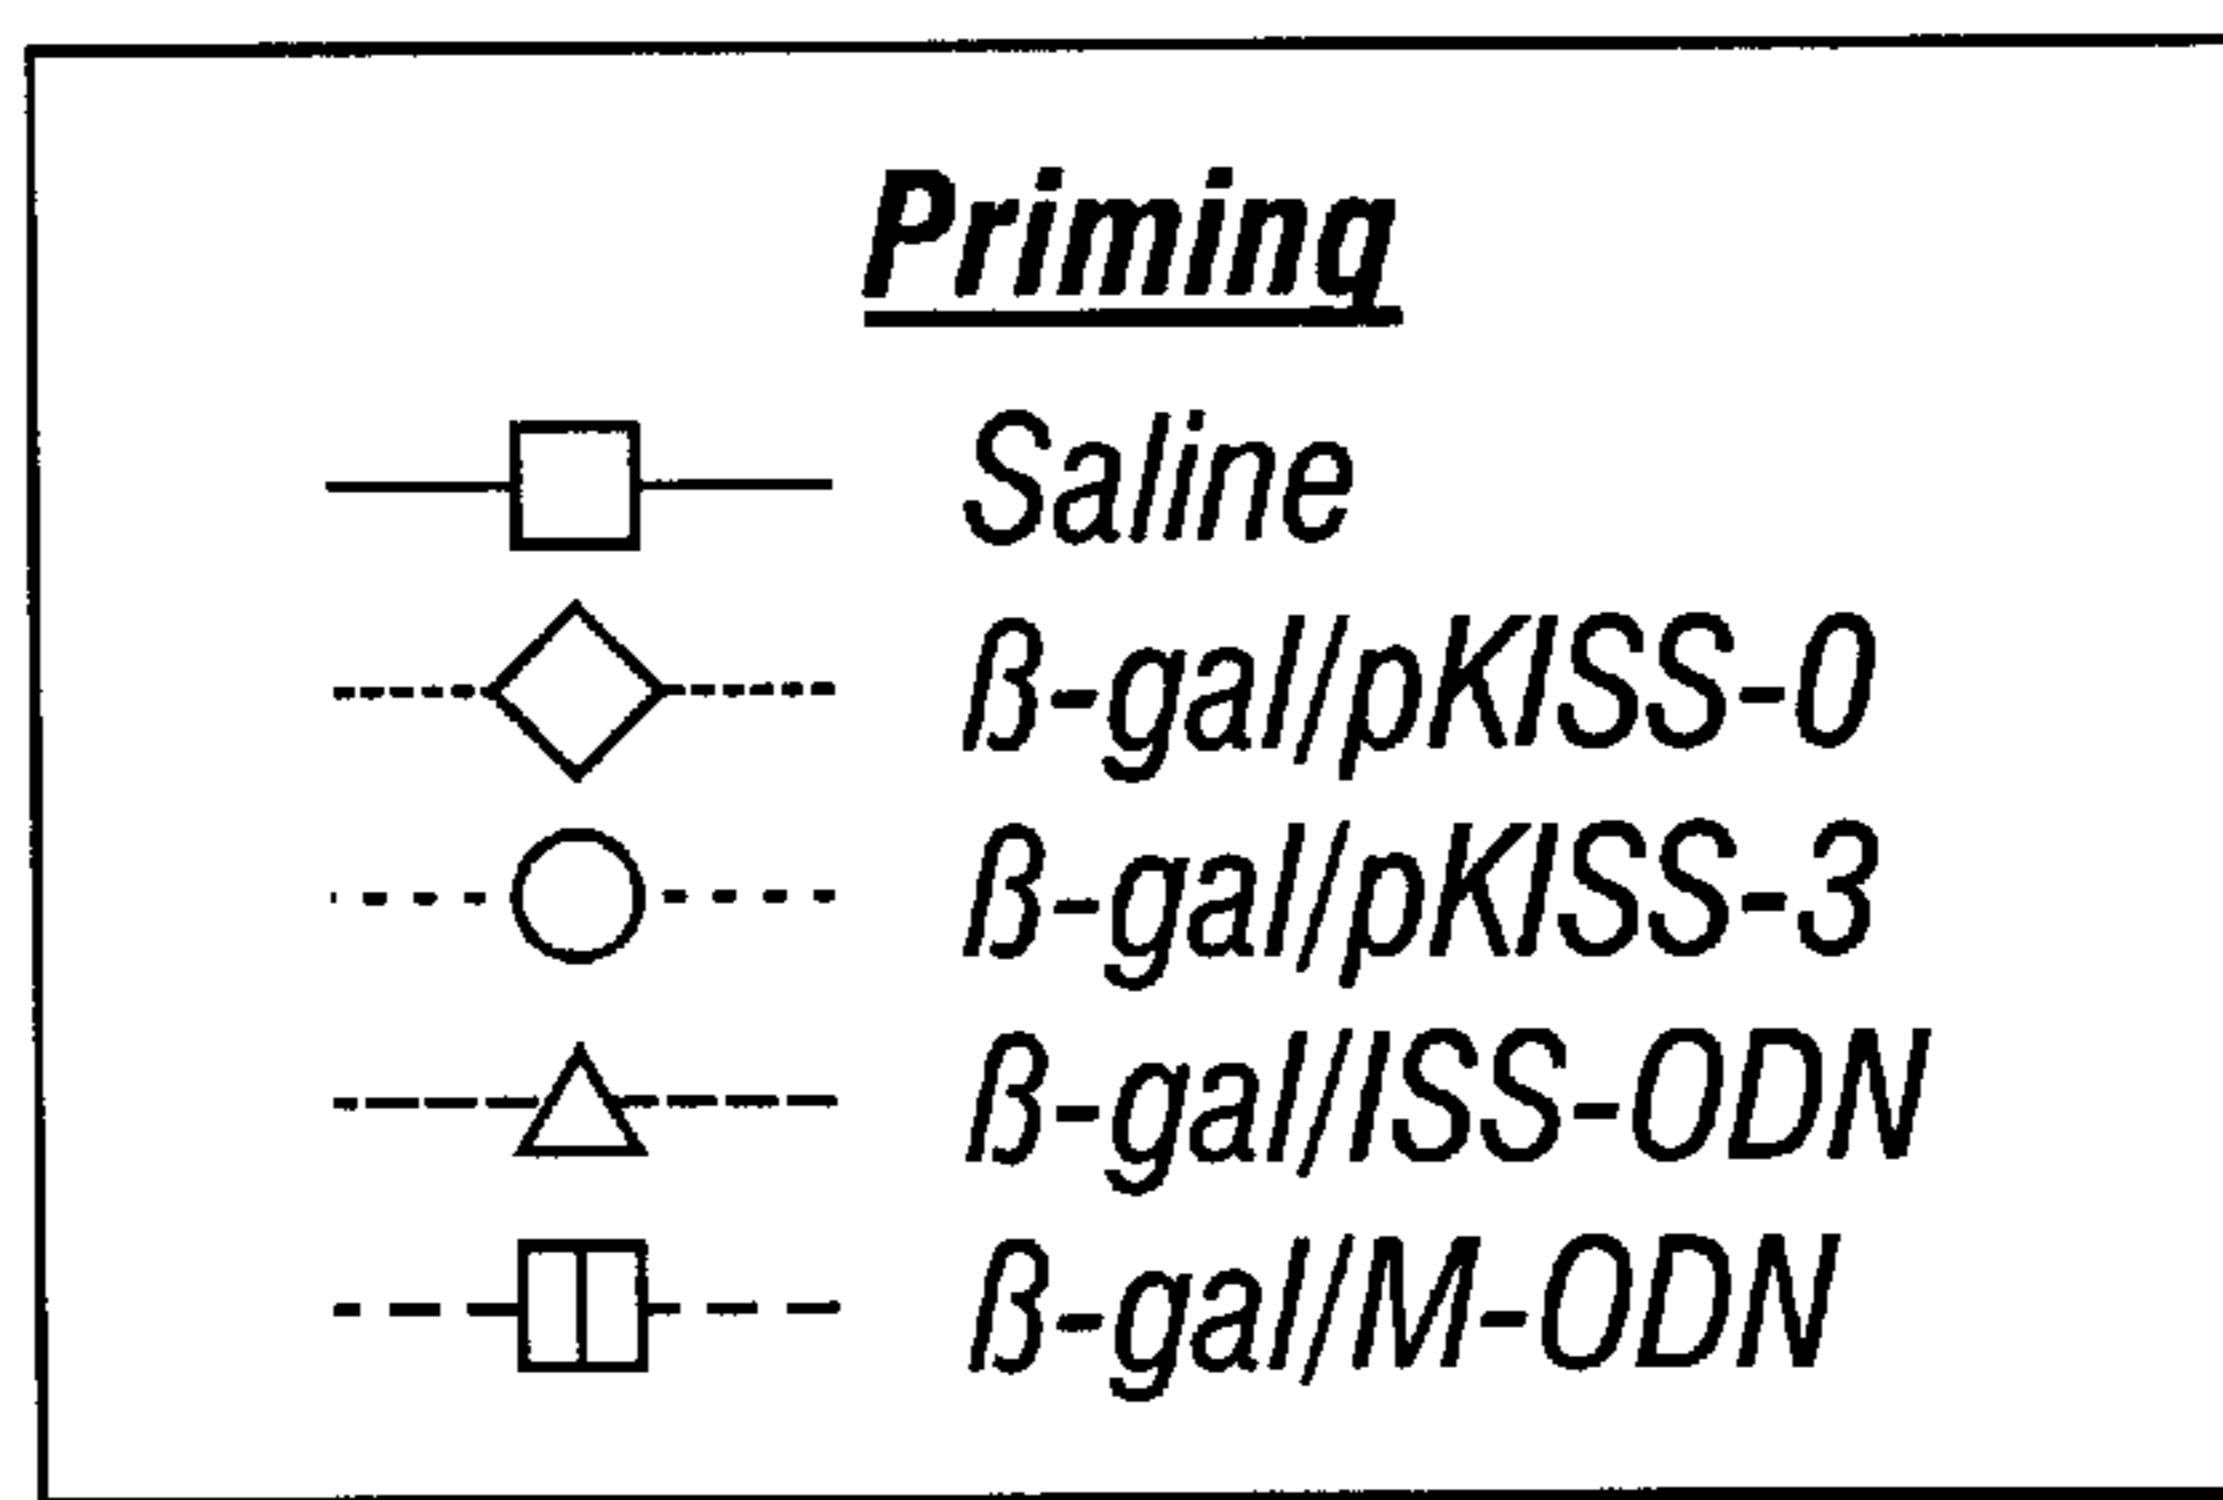 Priming
Saline
ß-gal/pKISS-0
ß-gal/pKISS-3
ß-gal/ISS-ODN
ß-gal/M-ODN